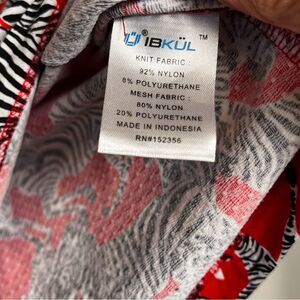 IBKÜL™
KNIT FABRIC :
92% NYLON
8% POLYURETHANE
MESH FABRIC :
80% NYLON
20% POLYURETHANE
MADE IN INDONESIA
RN#152356